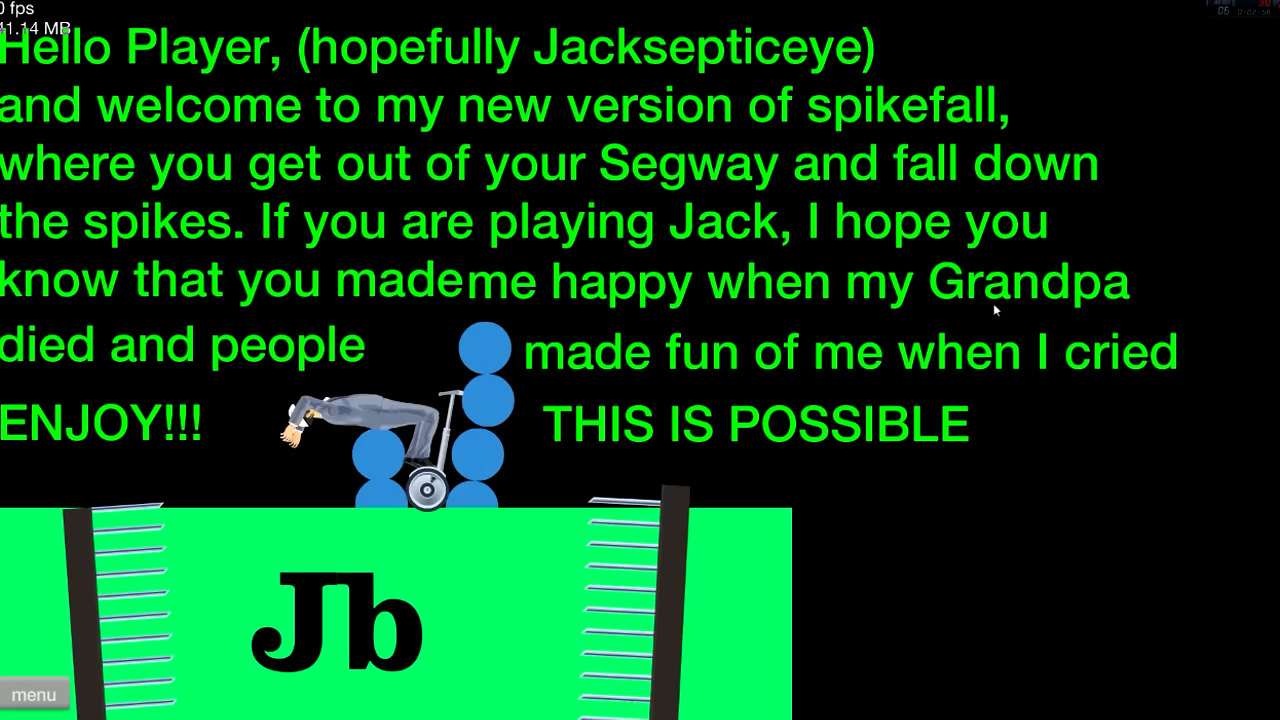 0 fps
41.14 MB
Hello Player, (hopefully Jacksepticeye)
and welcome to my new version of spikefall,
where you get out of your Segway and fall down
the spikes. If you are playing Jack, I hope you
know that you made me happy when my Grandpa
died and people made fun of me when I cried
ENJOY!!! THIS IS POSSIBLE
Jb
menu